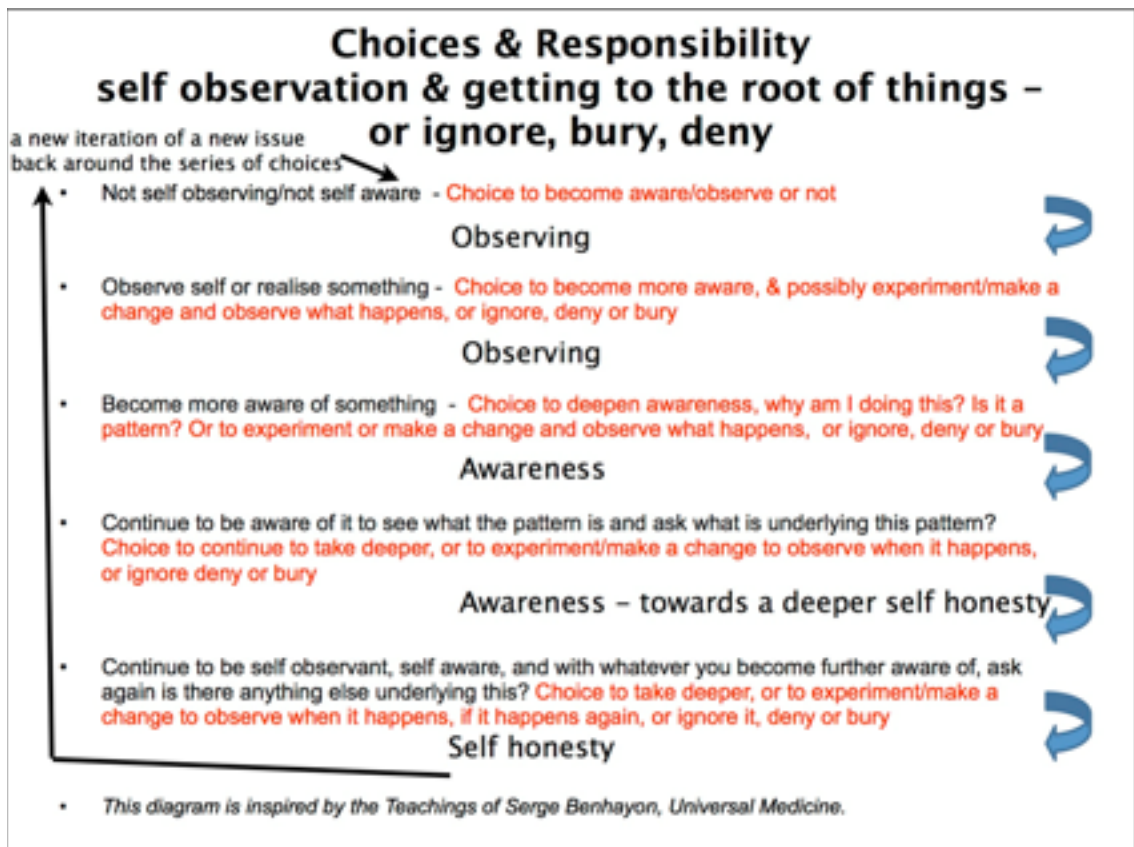 Choices & Responsibility
self observation & getting to the root of things –
or ignore, bury, deny
a new iteration of a new issue
back around the series of choices
• Not self observing/not self aware - Choice to become aware/observe or not
Observing
• Observe self or realise something - Choice to become more aware, & possibly experiment/make a
change and observe what happens, or ignore, deny or bury
Observing
• Become more aware of something - Choice to deepen awareness, why am I doing this? Is it a
pattern? Or to experiment or make a change and observe what happens, or ignore, deny or bury
Awareness
• Continue to be aware of it to see what the pattern is and ask what is underlying this pattern?
Choice to continue to take deeper, or to experiment/make a change to observe when it happens,
or ignore deny or bury
Awareness – towards a deeper self honesty
• Continue to be self observant, self aware, and with whatever you become further aware of, ask
again is there anything else underlying this? Choice to take deeper, or to experiment/make a
change to observe when it happens, if it happens again, or ignore it, deny or bury
Self honesty
• This diagram is inspired by the Teachings of Serge Benhayon, Universal Medicine.